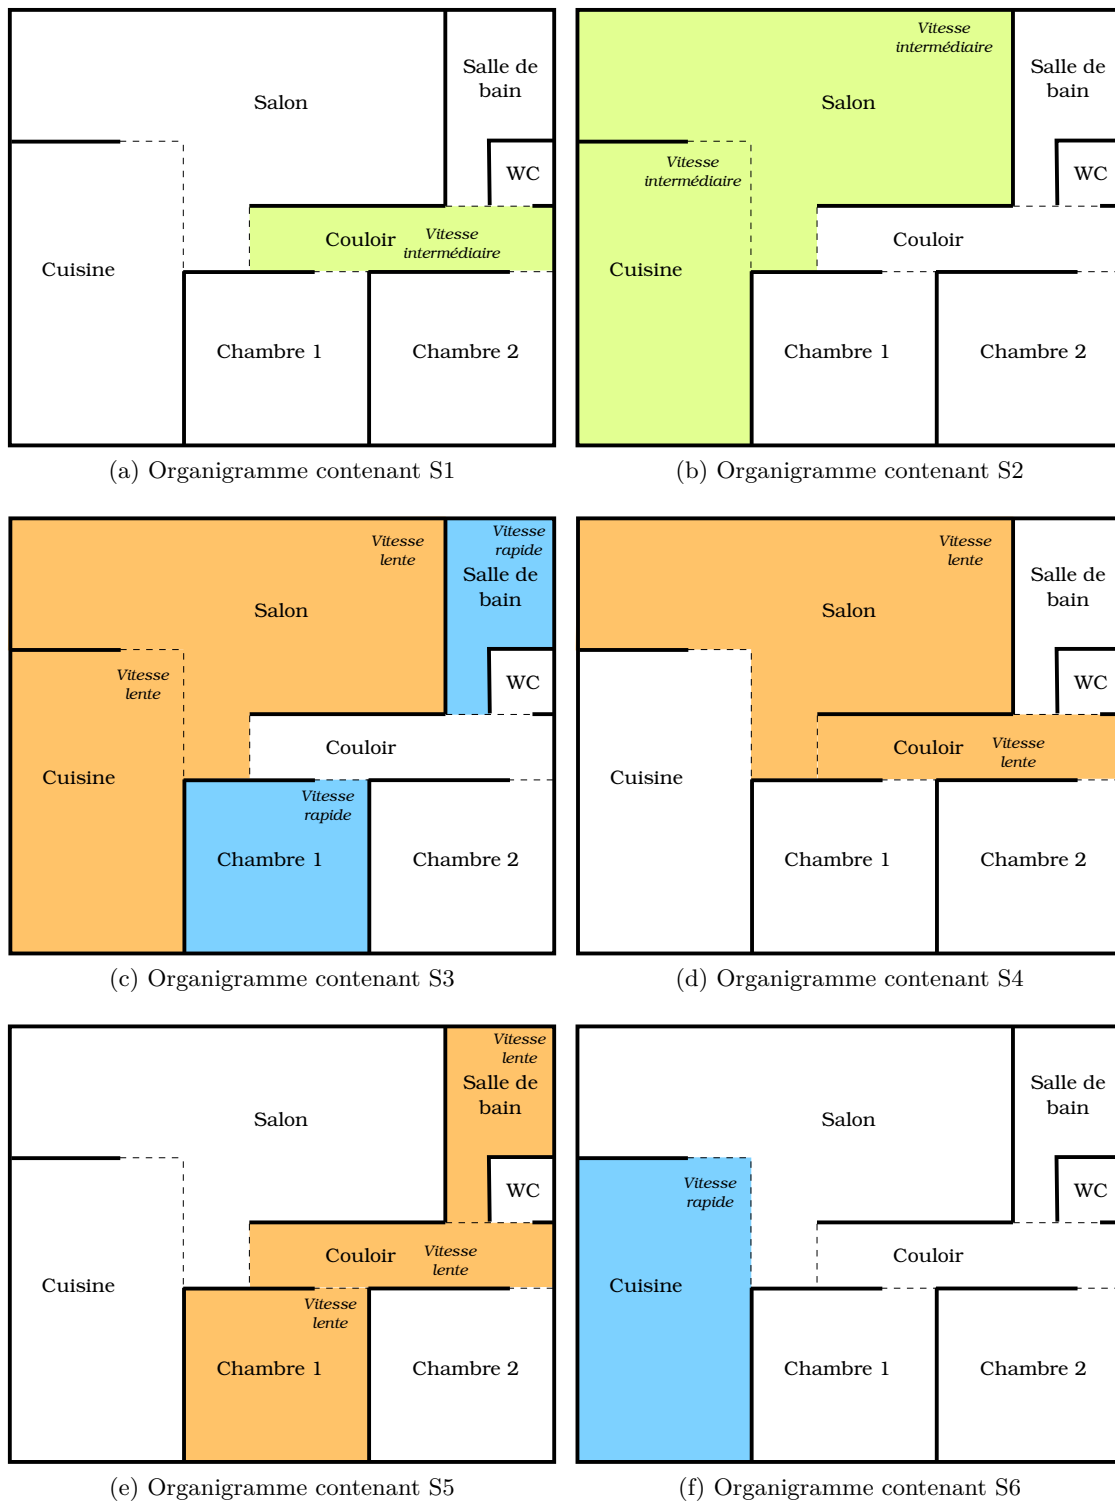 Salon
Salle de
bain
WC
Couloir
Vitesse
intermédiaire
Cuisine
Chambre 1
Chambre 2
(a) Organigramme contenant S1
Vitesse
intermédiaire
Salon
Salle de
bain
Vitesse
intermédiaire
WC
Couloir
Cuisine
Chambre 1
Chambre 2
(b) Organigramme contenant S2
Vitesse
lente
Vitesse
rapide
Salle de
bain
Salon
Vitesse
lente
WC
Couloir
Cuisine
Vitesse
rapide
Chambre 1
Chambre 2
(c) Organigramme contenant S3
Vitesse
lente
Salon
Salle de
bain
WC
Couloir
Vitesse
lente
Cuisine
Chambre 1
Chambre 2
(d) Organigramme contenant S4
Vitesse
lente
Salle de
bain
Salon
WC
Couloir
Vitesse
lente
Cuisine
Vitesse
lente
Chambre 1
Chambre 2
(e) Organigramme contenant S5
Salon
Salle de
bain
Vitesse
rapide
WC
Couloir
Cuisine
Chambre 1
Chambre 2
(f) Organigramme contenant S6